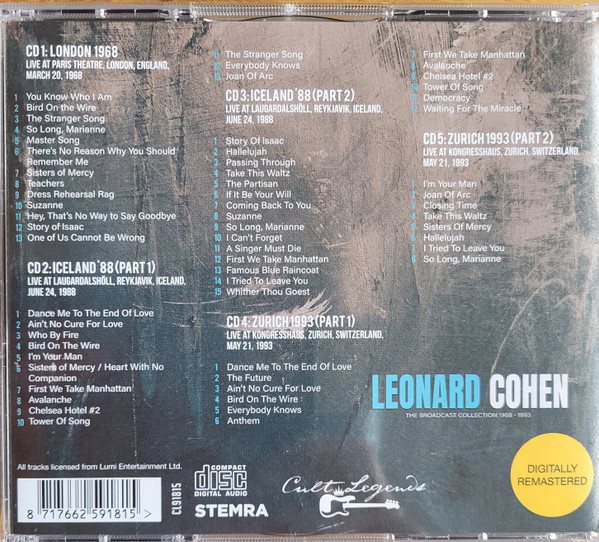 CD 1: LONDON 1968
LIVE AT PARIS THEATRE, LONDON, ENGLAND,
MARCH 20, 1968
1 You Know Who I Am
2 Bird on the Wire
3 The Stranger Song
4 So Long, Marianne
5 Master Song
6 There's No Reason Why You Should
Remember Me
7 Sisters of Mercy
8 Teachers
9 Dress Rehearsal Rag
10 Suzanne
11 Hey, That's No Way to Say Goodbye
12 Story of Isaac
13 One of Us Cannot Be Wrong
CD 2: ICELAND '88 (PART 1)
LIVE AT LAUGARDALSHÖLL, REYKJAVIK, ICELAND,
JUNE 24, 1988
1 Dance Me To The End Of Love
2 Ain't No Cure For Love
3 Who By Fire
4 Bird On The Wire
5 I'm Your Man
6 Sisters of Mercy / Heart With No
Companion
7 First We Take Manhattan
8 Avalanche
9 Chelsea Hotel #2
10 Tower Of Song
11 The Stranger Song
12 Everybody Knows
13 Joan Of Arc
CD 3: ICELAND '88 (PART 2)
LIVE AT LAUGARDALSHÖLL, REYKJAVIK, ICELAND,
JUNE 24, 1988
1 Story Of Isaac
2 Hallelujah
3 Passing Through
4 Take This Waltz
5 The Partisan
6 If It Be Your Will
7 Coming Back To You
8 Suzanne
9 So Long, Marianne
10 I Can't Forget
11 A Singer Must Die
12 First We Take Manhattan
13 Famous Blue Raincoat
14 I Tried To Leave You
15 Whither Thou Goest
CD 4: ZURICH 1993 (PART 1)
LIVE AT KONGRESSHAUS, ZURICH, SWITZERLAND,
MAY 21, 1993
1 Dance Me To The End Of Love
2 The Future
3 Ain't No Cure For Love
4 Bird On The Wire
5 Everybody Knows
6 Anthem
7 First We Take Manhattan
8 Avalanche
9 Chelsea Hotel #2
10 Tower Of Song
11 Democracy
12 Waiting For The Miracle
CD 5: ZURICH 1993 (PART 2)
LIVE AT KONGRESSHAUS, ZURICH, SWITZERLAND,
MAY 21, 1993
1 I'm Your Man
2 Joan Of Arc
3 Closing Time
4 Take This Waltz
5 Sisters Of Mercy
6 Hallelujah
7 I Tried To Leave You
8 So Long, Marianne
LEONARD COHEN
THE BROADCAST COLLECTION 1968 - 1993
DIGITALLY
REMASTERED
All tracks licensed from Lumi Entertainment Ltd.
8 717662 591815 >
CL91815
COMPACT
disc
DIGITAL AUDIO
STEMRA
Cult Legends